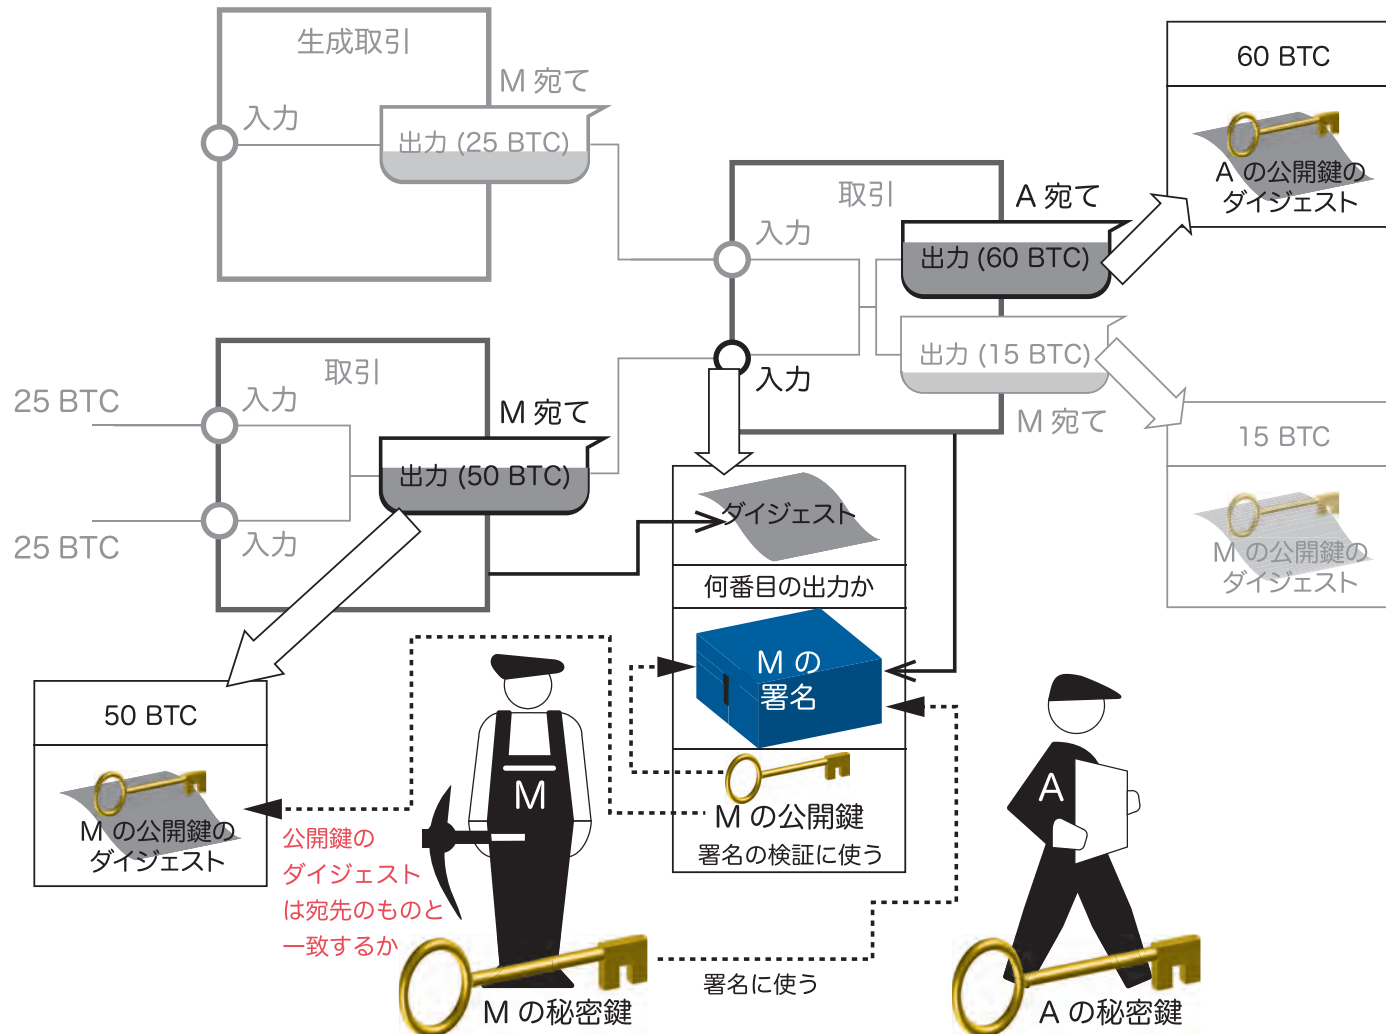 生成取引
M 宛て
入力
出力 (25 BTC)
60 BTC
A の公開鍵の
ダイジェスト
取引
A 宛て
入力
出力 (60 BTC)
出力 (15 BTC)
入力
M 宛て
15 BTC
M の公開鍵の
ダイジェスト
取引
25 BTC
入力
M 宛て
出力 (50 BTC)
25 BTC
入力
ダイジェスト
何番目の出力か
M の
署名
M の公開鍵
署名の検証に使う
50 BTC
M の公開鍵の
ダイジェスト
公開鍵の
ダイジェスト
は宛先のものと
一致するか
M
A
M の秘密鍵
署名に使う
A の秘密鍵